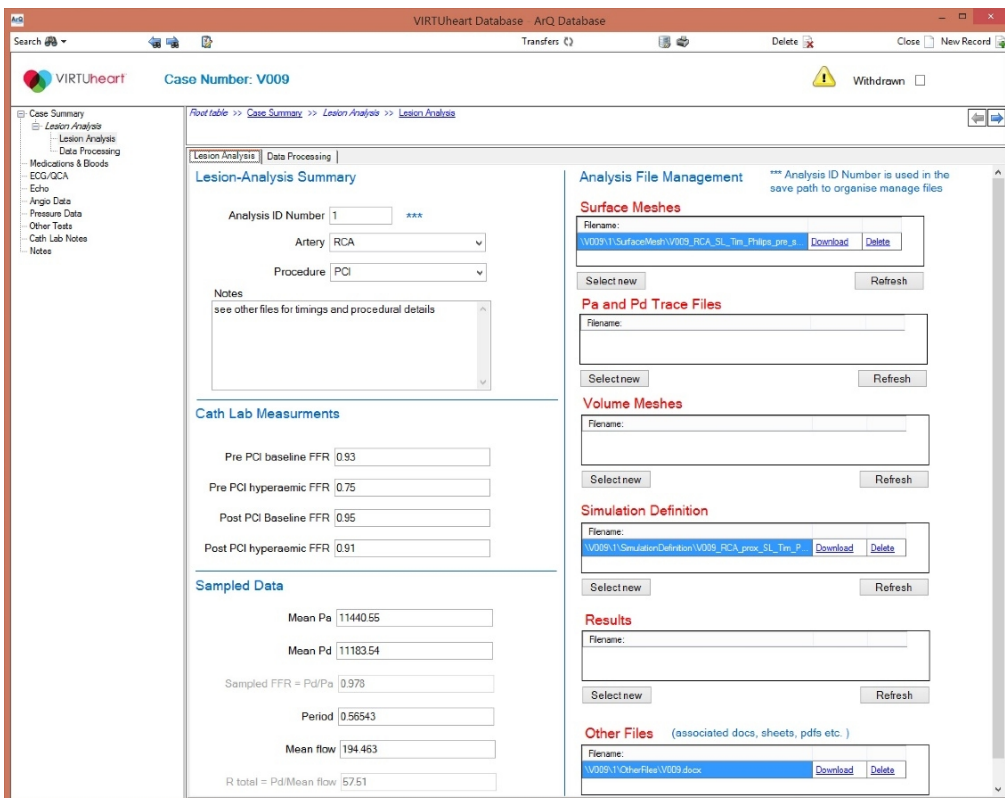 ArQ
VIRTUheart Database - ArQ Database
Search
Transfers
Delete
Close
New Record
VIRTUheart
Case Number: V009
Withdrawn
Case Summary
Lesion Analysis
Lesion Analysis
Data Processing
Medications & Bloods
ECG/QCA
Echo
Angio Data
Pressure Data
Other Tests
Cath Lab Notes
Notes
Root table >> Case Summary >> Lesion Analysis >> Lesion Analysis
Lesion Analysis
Data Processing
Lesion-Analysis Summary
Analysis ID Number 1 ***
Artery RCA
Procedure PCI
Notes
see other files for timings and procedural details
Cath Lab Measurments
Pre PCI baseline FFR 0.93
Pre PCI hyperaemic FFR 0.75
Post PCI Baseline FFR 0.95
Post PCI hyperaemic FFR 0.91
Sampled Data
Mean Pa 11440.55
Mean Pd 11183.54
Sampled FFR = Pd/Pa 0.978
Period 0.56543
Mean flow 194.463
R total = Pd/Mean flow 57.51
Analysis File Management
*** Analysis ID Number is used in the
save path to organise manage files
Surface Meshes
Filename:
\V009\1\SurfaceMesh\V009_RCA_SL_Tim_Philips_pre_s... Download Delete
Select new Refresh
Pa and Pd Trace Files
Filename:
Select new Refresh
Volume Meshes
Filename:
Select new Refresh
Simulation Definition
Filename:
\V009\1\SimulationDefinition\V009_RCA_prox_SL_Tim_P... Download Delete
Select new Refresh
Results
Filename:
Select new Refresh
Other Files (associated docs, sheets, pdfs etc. )
Filename:
\V009\1\OtherFiles\V009.docx Download Delete